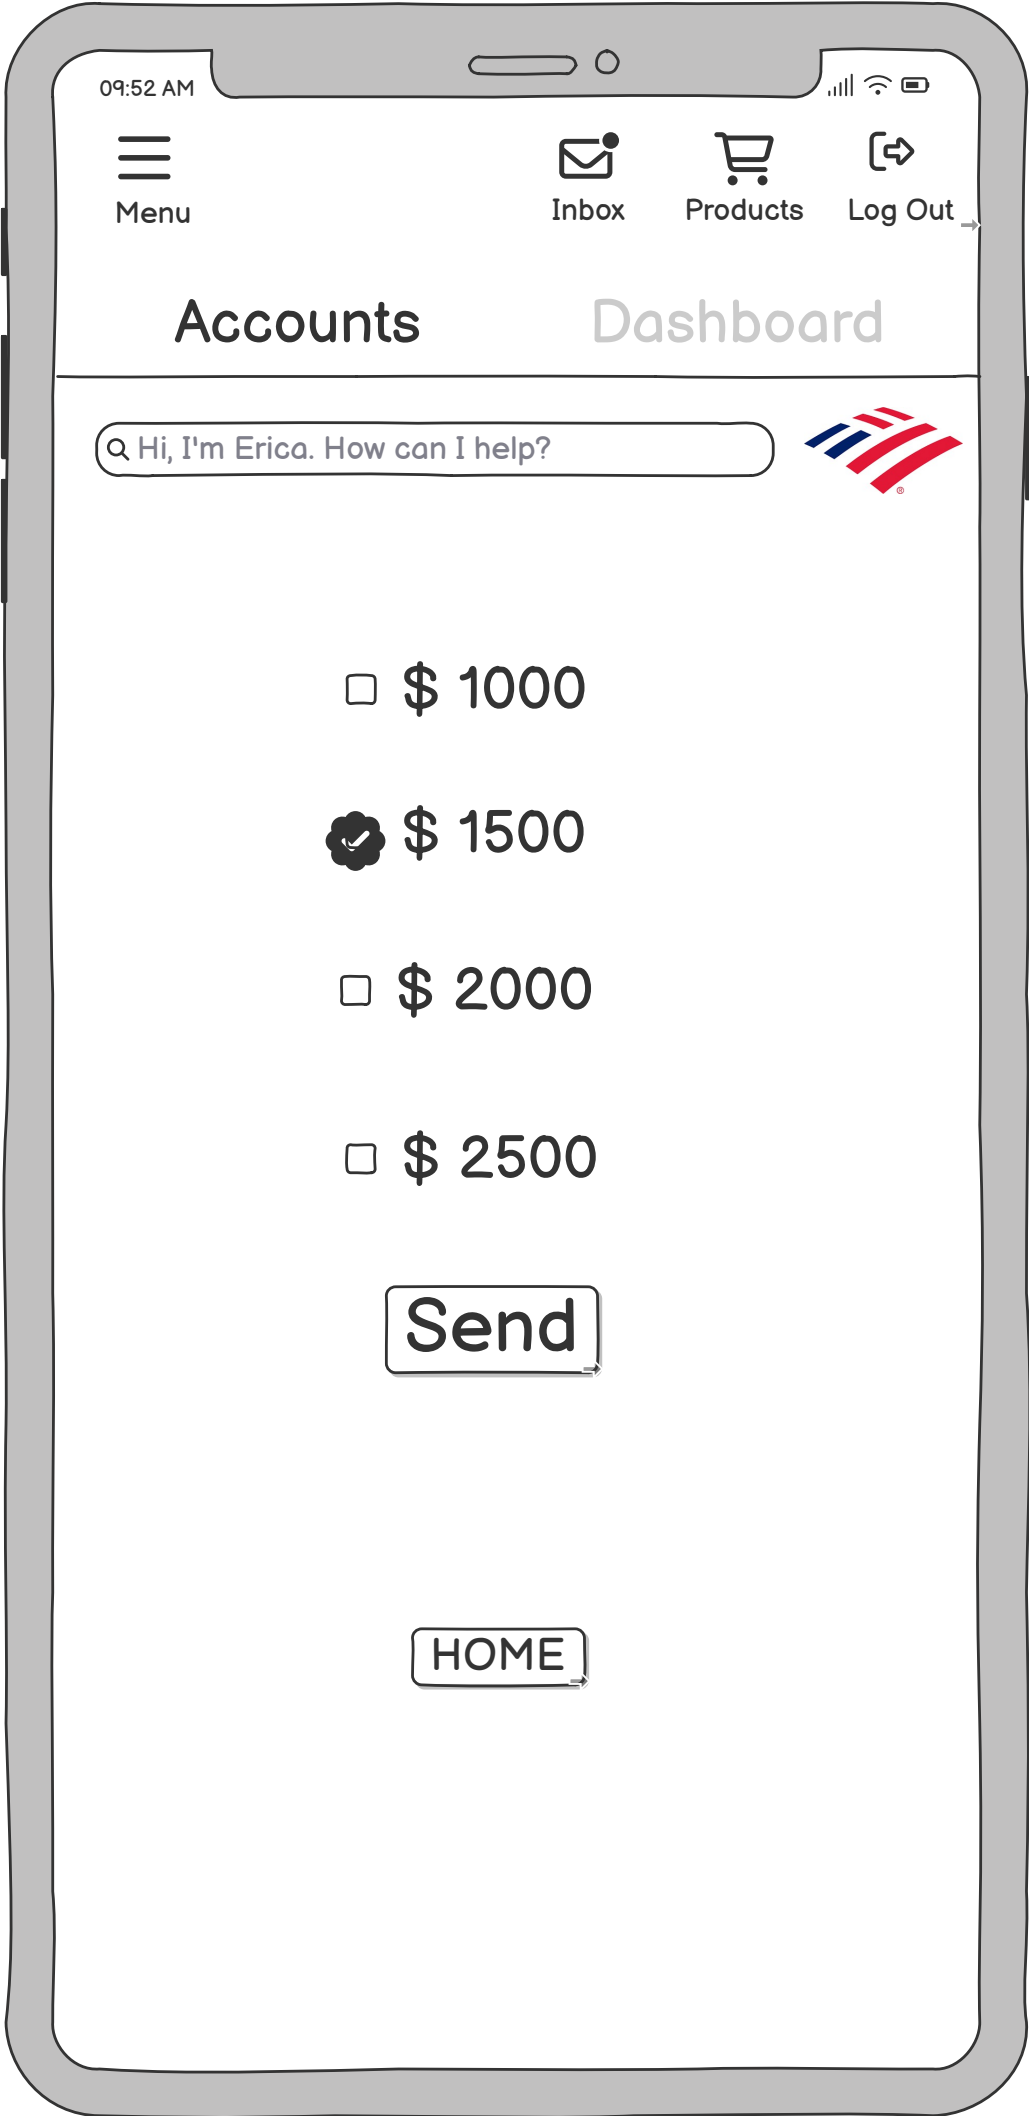 09:52 AM
Menu
Inbox
Products
Log Out
Accounts
Dashboard
Hi, I'm Erica. How can I help?
®
$ 1000
$ 1500
$ 2000
$ 2500
Send
HOME